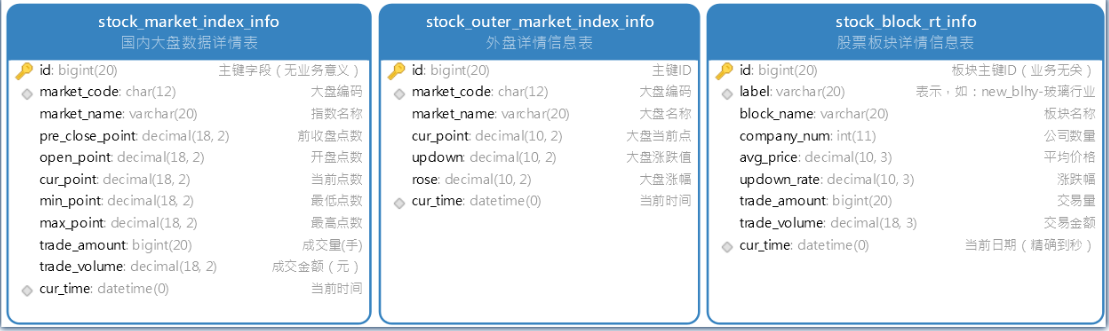 stock_market_index_info
国内大盘数据详情表
id: bigint(20) 主键字段（无业务意义）
market_code: char(12) 大盘编码
market_name: varchar(20) 指数名称
pre_close_point: decimal(18, 2) 前收盘点数
open_point: decimal(18, 2) 开盘点数
cur_point: decimal(18, 2) 当前点数
min_point: decimal(18, 2) 最低点数
max_point: decimal(18, 2) 最高点数
trade_amount: bigint(20) 成交量(手)
trade_volume: decimal(18, 2) 成交金额（元）
cur_time: datetime(0) 当前时间
stock_outer_market_index_info
外盘详情信息表
id: bigint(20) 主键ID
market_code: char(12) 大盘编码
market_name: varchar(20) 大盘名称
cur_point: decimal(10, 2) 大盘当前点
updown: decimal(10, 2) 大盘涨跌值
rose: decimal(10, 2) 大盘涨幅
cur_time: datetime(0) 当前时间
stock_block_rt_info
股票板块详情信息表
id: bigint(20) 板块主键ID（业务无关）
label: varchar(20) 表示，如：new_blhy-玻璃行业
block_name: varchar(20) 板块名称
company_num: int(11) 公司数量
avg_price: decimal(10, 3) 平均价格
updown_rate: decimal(10, 3) 涨跌幅
trade_amount: bigint(20) 交易量
trade_volume: decimal(18, 3) 交易金额
cur_time: datetime(0) 当前日期（精确到秒）